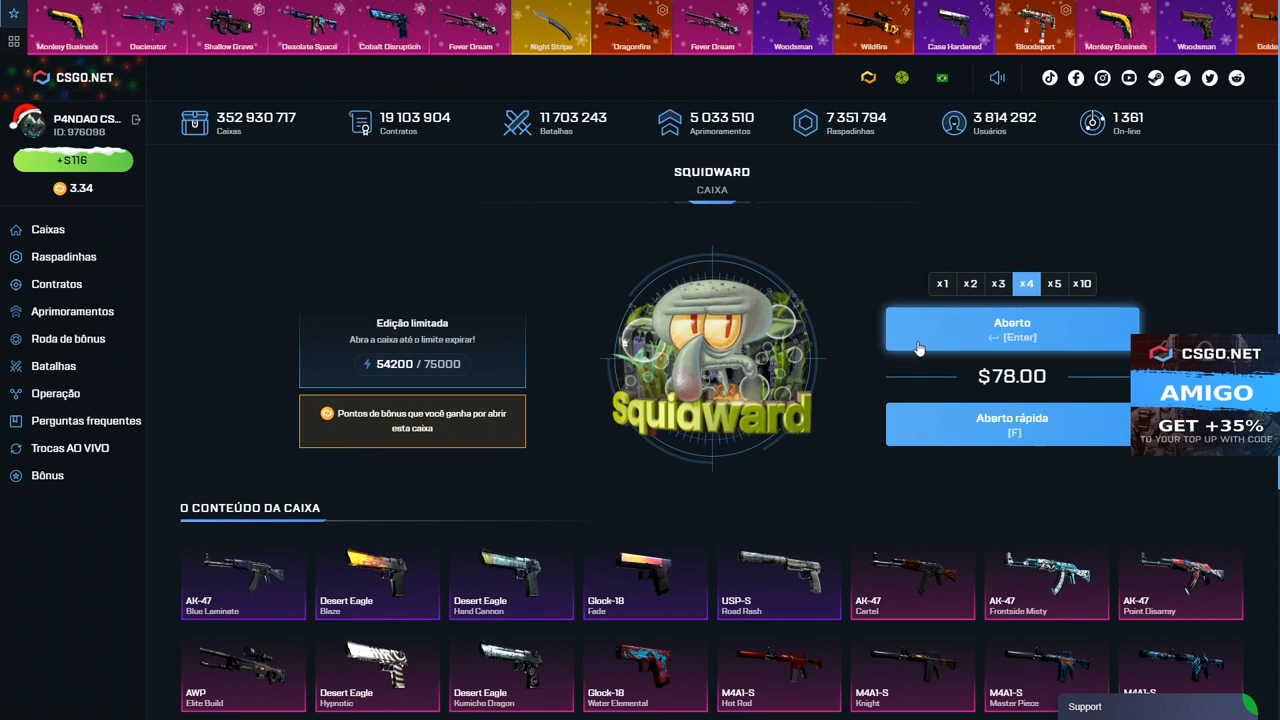 Monkey Business
Decimator
Shallow Grave
Desolate Space
Cobalt Disruption
Fever Dream
Night Stripe
Dragonfire
Fever Dream
Woodsman
Wildfire
Case Hardened
Bloodsport
Monkey Business
Woodsman
Golde
CSGO.NET
P4NDAO CS...
ID: 976098
+$116
3.34
352 930 717
Caixas
19 103 904
Contratos
11 703 243
Batalhas
5 033 510
Aprimoramentos
7 351 794
Raspadinhas
3 814 292
Usuários
1 361
On-line
Caixas
Raspadinhas
Contratos
Aprimoramentos
Roda de bônus
Batalhas
Operação
Perguntas frequentes
Trocas AO VIVO
Bônus
SQUIDWARD
CAIXA
Edição limitada
Abra a caixa até o limite expirar!
54200 / 75000
Pontos de bônus que você ganha por abrir
esta caixa
Squidward
x1 x2 x3 x4 x5 x10
Aberto
[Enter]
$78.00
Aberto rápida
[F]
CSGO.NET
AMIGO
GET +35%
TO YOUR TOP UP WITH CODE
O CONTEÚDO DA CAIXA
AK-47
Blue Laminate
Desert Eagle
Blaze
Desert Eagle
Hand Cannon
Glock-18
Fade
USP-S
Road Rash
AK-47
Cartel
AK-47
Frontside Misty
AK-47
Point Disarray
AWP
Elite Build
Desert Eagle
Hypnotic
Desert Eagle
Kumicho Dragon
Glock-18
Water Elemental
M4A1-S
Hot Rod
M4A1-S
Knight
M4A1-S
Master Piece
M4A1-S
Support